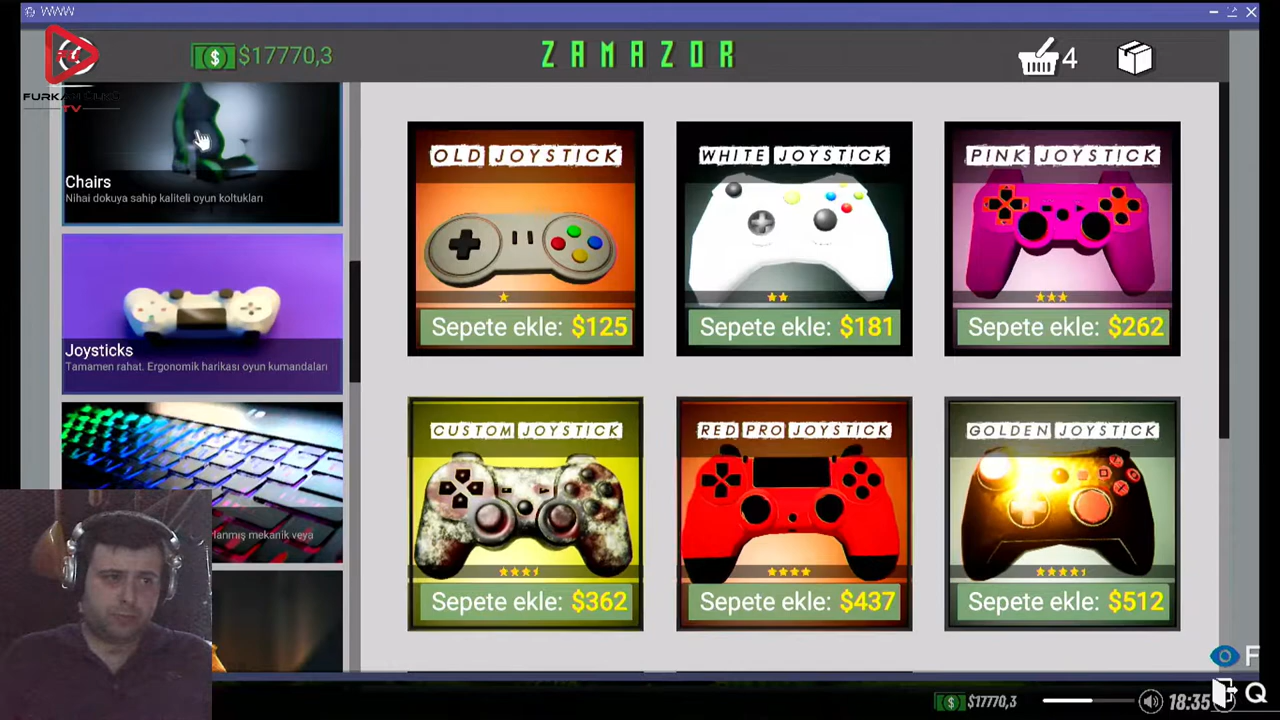 WWW
$17770,3
ZAMAZOR
4
TV
Chairs
Nihai dokuya sahip kaliteli oyun koltukları
Joysticks
Tamamen rahat. Ergonomik harikası oyun kumandaları
mekanik veya
OLD JOYSTICK
Sepete ekle: $125
WHITE JOYSTICK
Sepete ekle: $181
PINK JOYSTICK
Sepete ekle: $262
CUSTOM JOYSTICK
Sepete ekle: $362
RED PRO JOYSTICK
Sepete ekle: $437
GOLDEN JOYSTICK
Sepete ekle: $512
F
$17770,3
18:35
Q